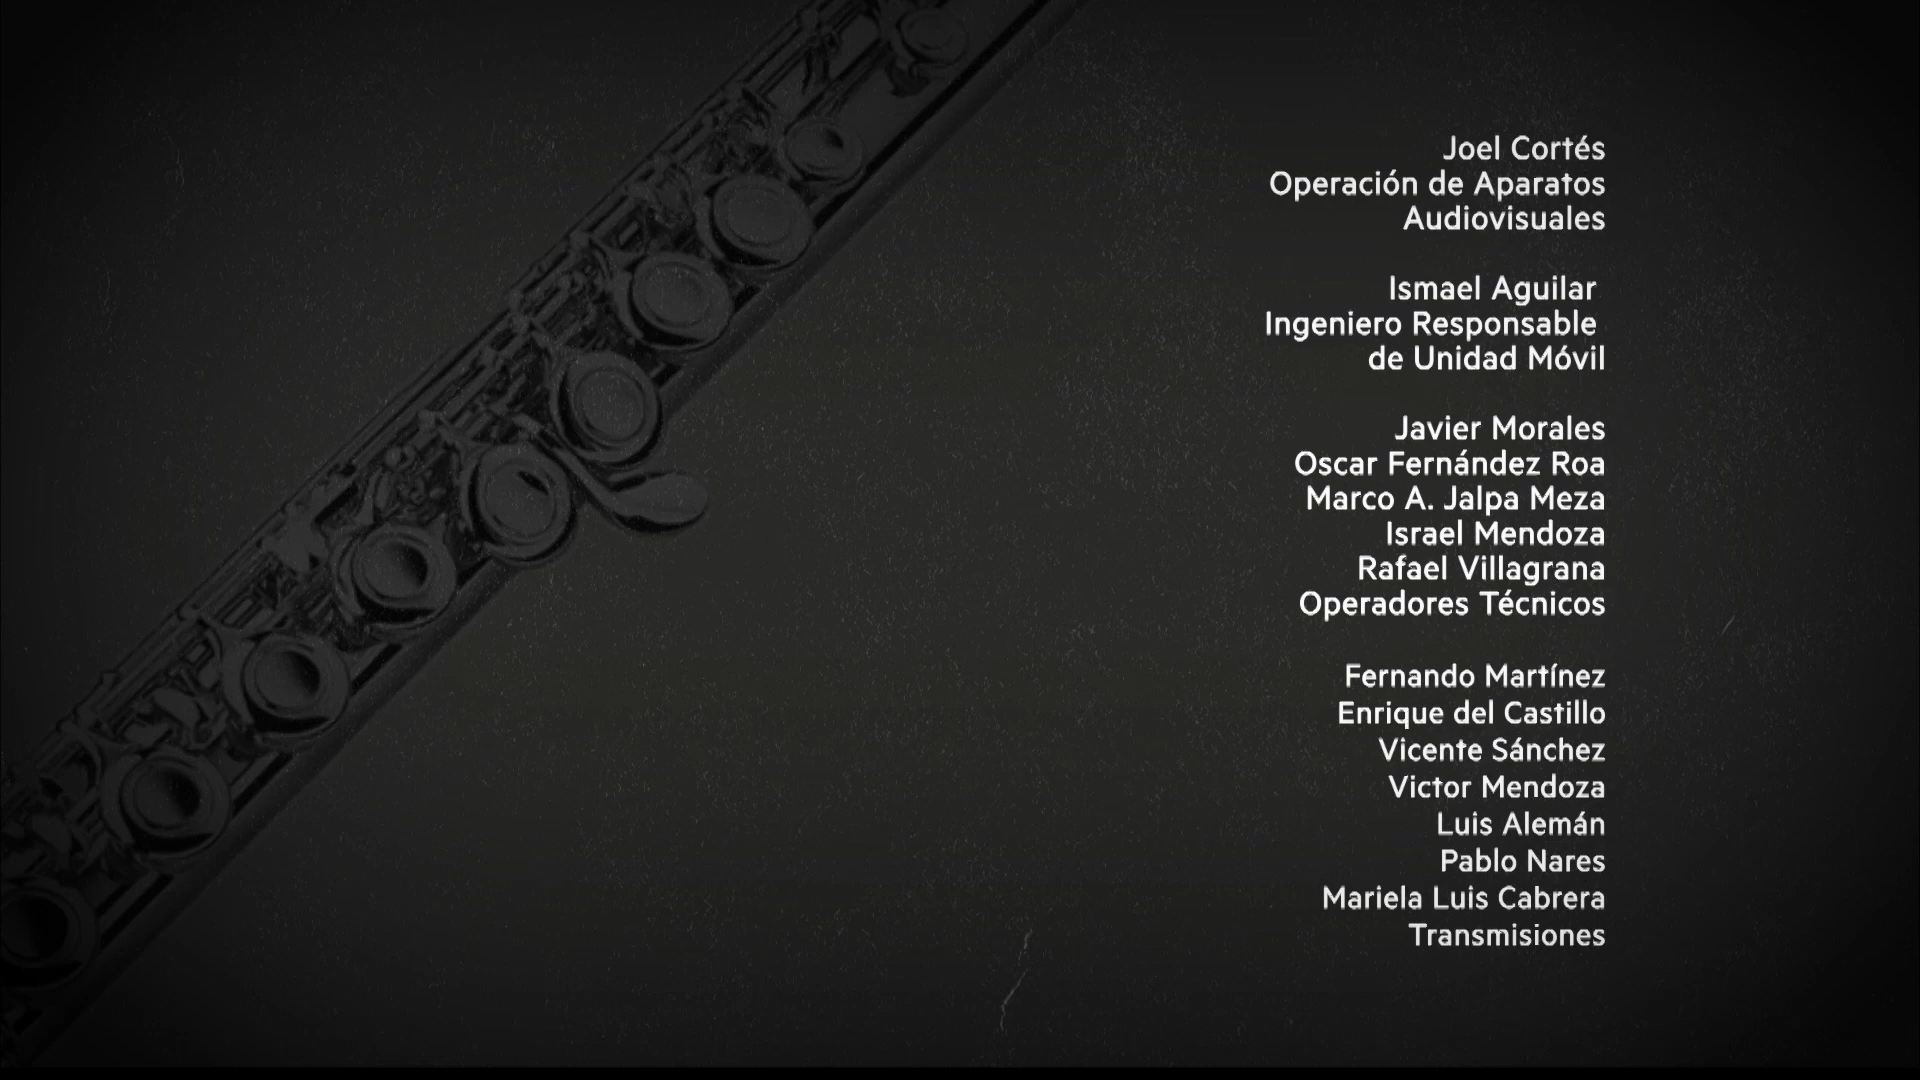 Joel Cortés
Operación de Aparatos
Audiovisuales
Ismael Aguilar
Ingeniero Responsable
de Unidad Móvil
Javier Morales
Oscar Fernández Roa
Marco A. Jalpa Meza
Israel Mendoza
Rafael Villagrana
Operadores Técnicos
Fernando Martínez
Enrique del Castillo
Vicente Sánchez
Victor Mendoza
Luis Alemán
Pablo Nares
Mariela Luis Cabrera
Transmisiones